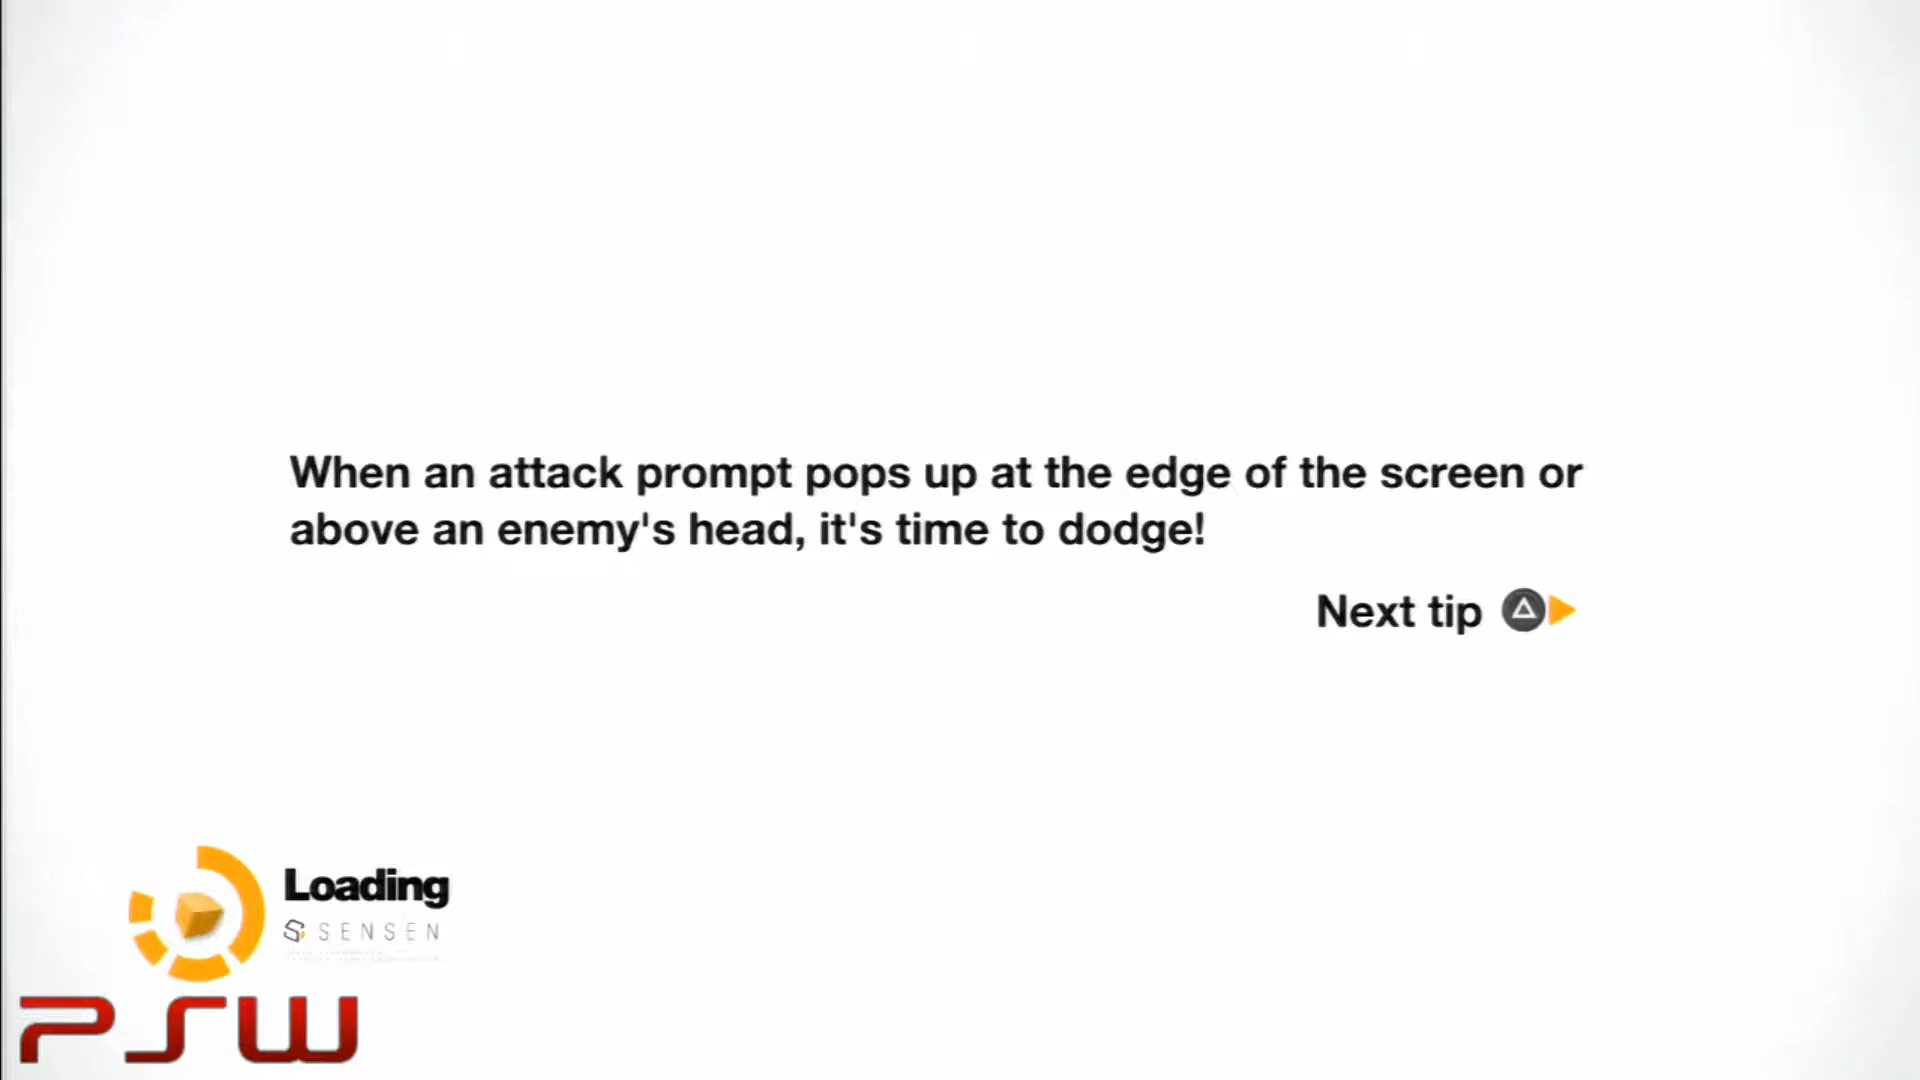 When an attack prompt pops up at the edge of the screen or
above an enemy's head, it's time to dodge!
Next tip
Loading
SENSEN
PSW